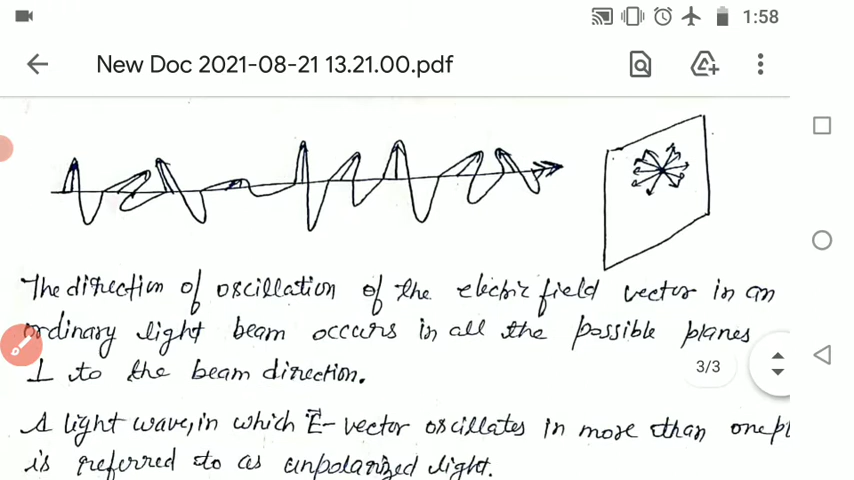 1:58
New Doc 2021-08-21 13.21.00.pdf
The direction of oscillation of the electric field vector in an
ordinary light beam occurs in all the possible planes
⊥ to the beam direction.
3/3
A light wave, in which E⃗-vector oscillates in more than one pl
is referred to as unpolarized light.